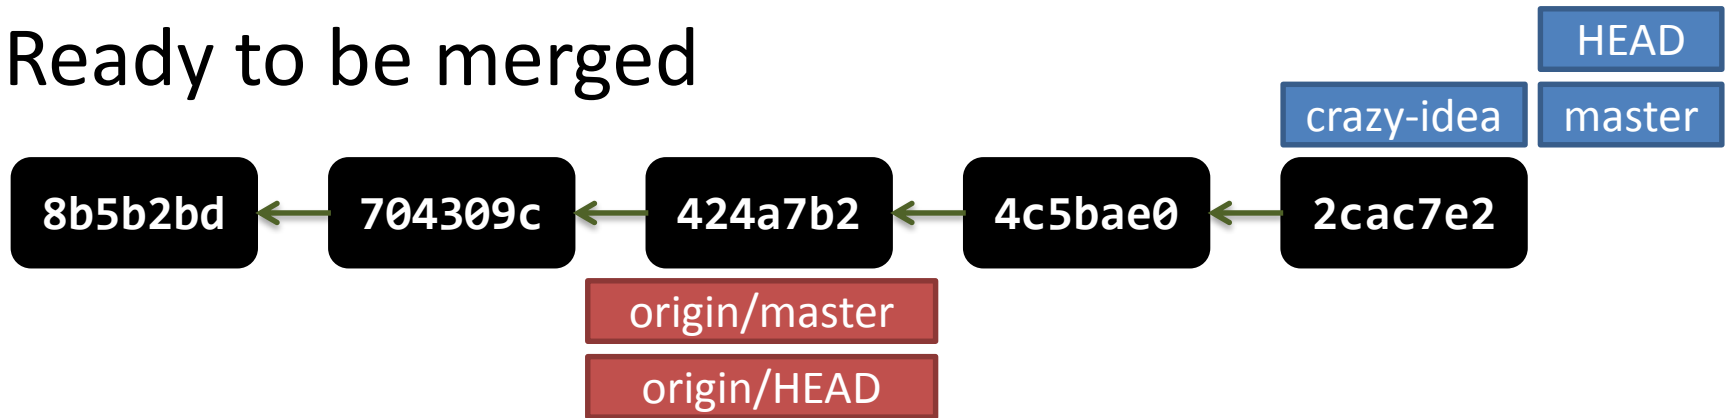 Ready to be merged
HEAD
crazy-idea master
8b5b2bd 704309c 424a7b2 4c5bae0 2cac7e2
origin/master
origin/HEAD